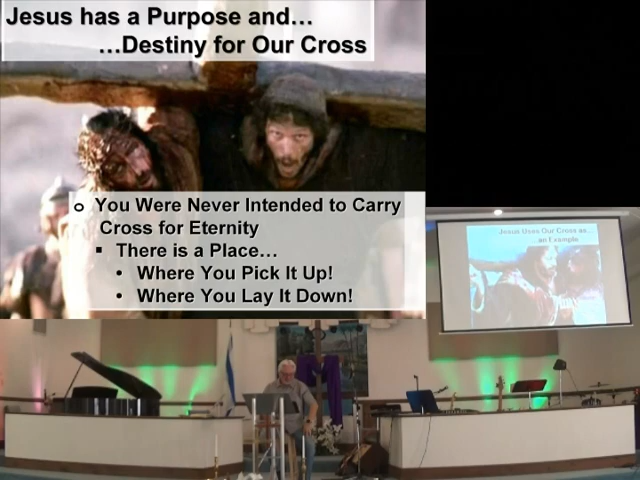 Jesus has a Purpose and…
…Destiny for Our Cross
o You Were Never Intended to Carry
Cross for Eternity
▪ There is a Place…
• Where You Pick It Up!
• Where You Lay It Down!
Jesus Uses Our Cross as…
…an Example